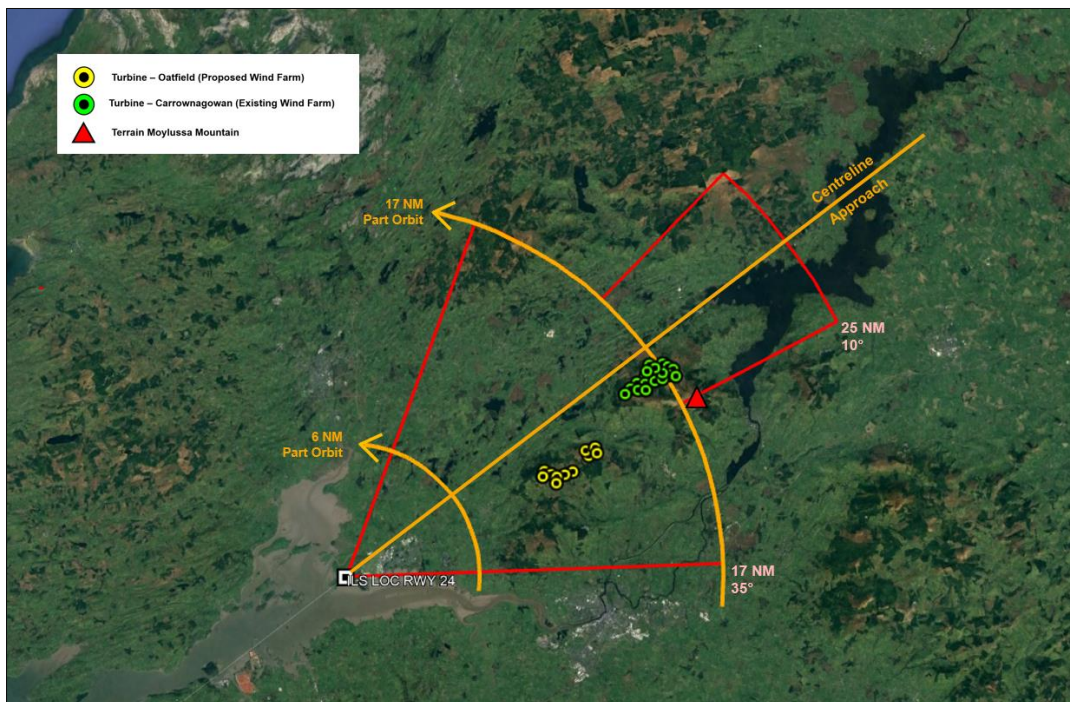 Turbine – Oatfield (Proposed Wind Farm)
Turbine – Carrownagowan (Existing Wind Farm)
Terrain Moylussa Mountain
Centreline
Approach
17 NM
Part Orbit
25 NM
10°
6 NM
Part Orbit
17 NM
35°
ILS LOC RWY 24